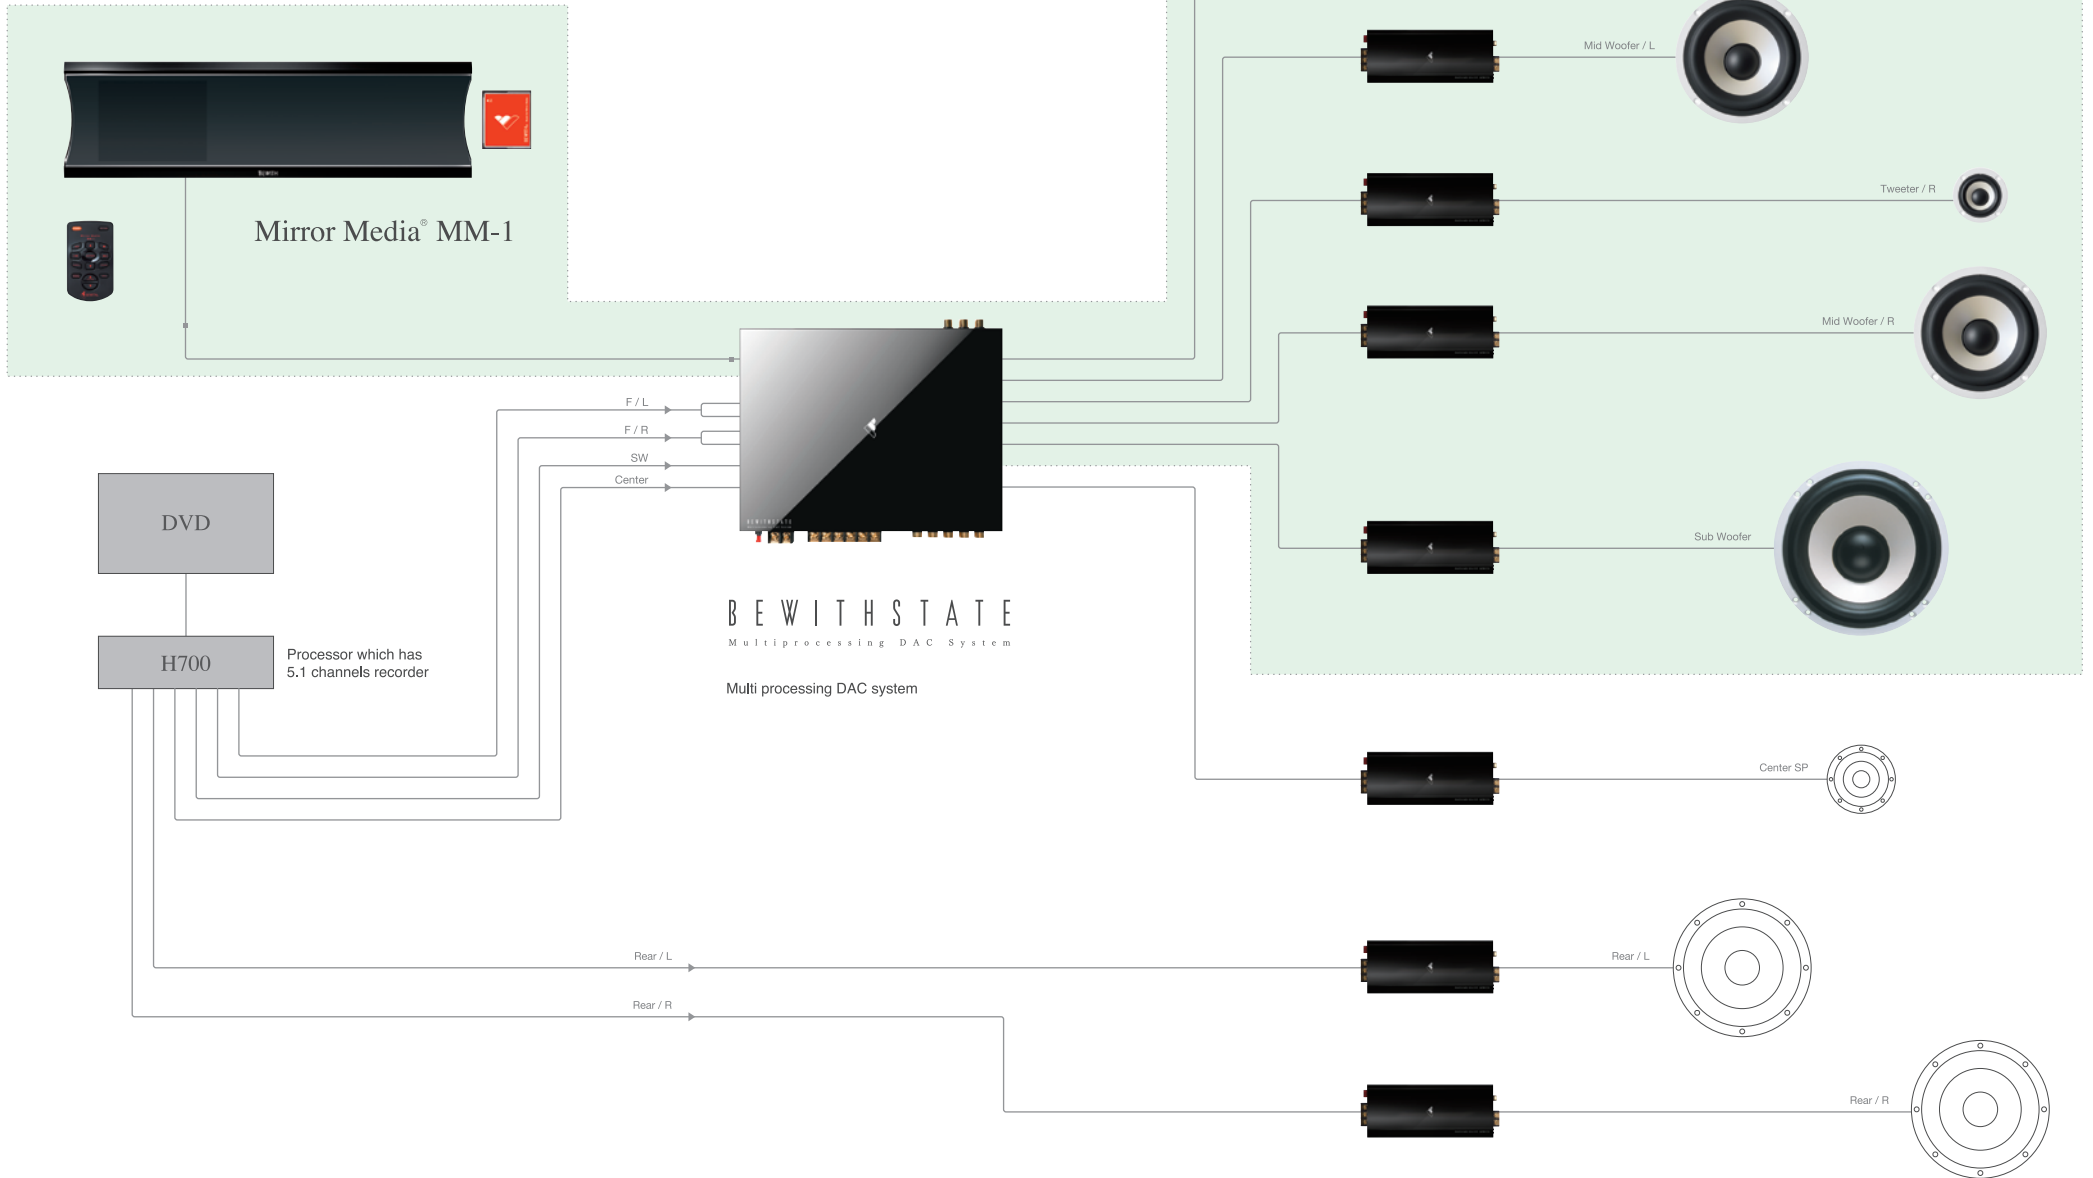 Mid Woofer / L
Tweeter / R
Mirror Media® MM-1
Mid Woofer / R
F / L
F / R
SW
Center
DVD
BEWITHSTATE
Sub Woofer
BEWITHSTATE
Multiprocessing DAC System
H700
Processor which has
5.1 channels recorder
Multi processing DAC system
Center SP
Rear / L
Rear / L
Rear / R
Rear / R